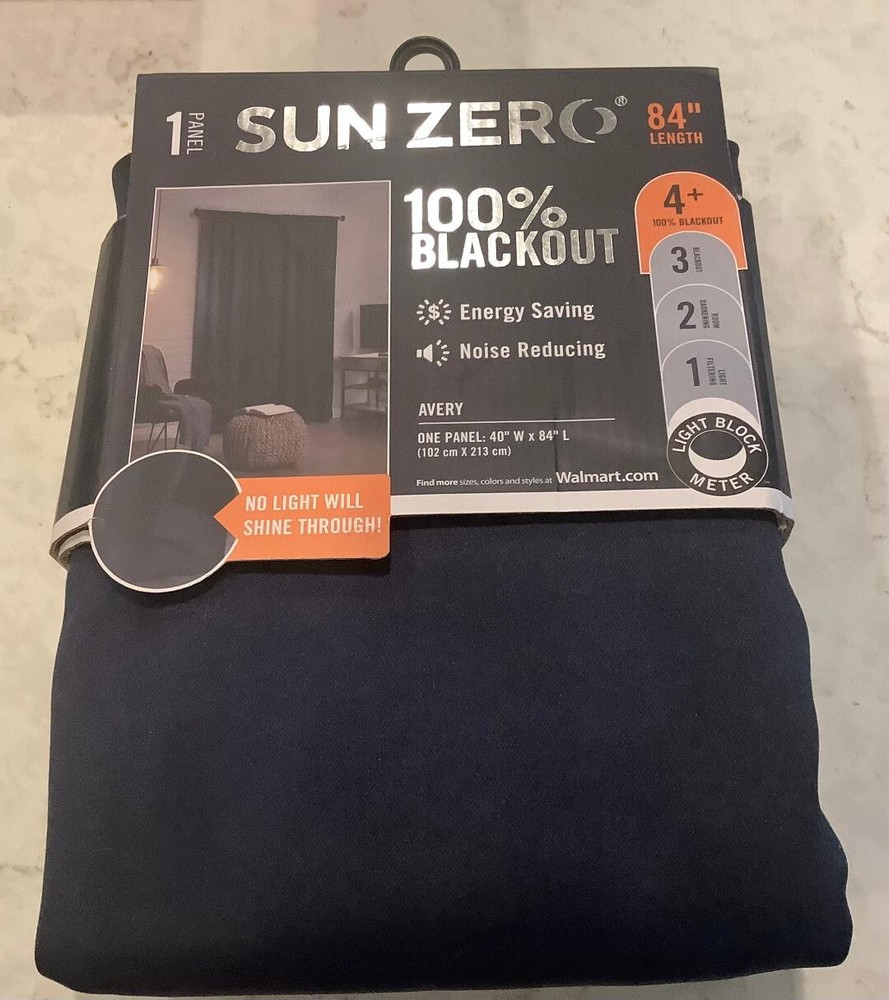 1 PANEL
SUN ZERO®
84"
LENGTH
100%
BLACKOUT
Energy Saving
Noise Reducing
AVERY
ONE PANEL: 40" W x 84" L
(102 cm X 213 cm)
Find more sizes, colors and styles at Walmart.com
4+
100% BLACKOUT
3 BLACKOUT
2 ROOM DARKENING
1 LIGHT FILTERING
LIGHT BLOCK
METER
NO LIGHT WILL
SHINE THROUGH!